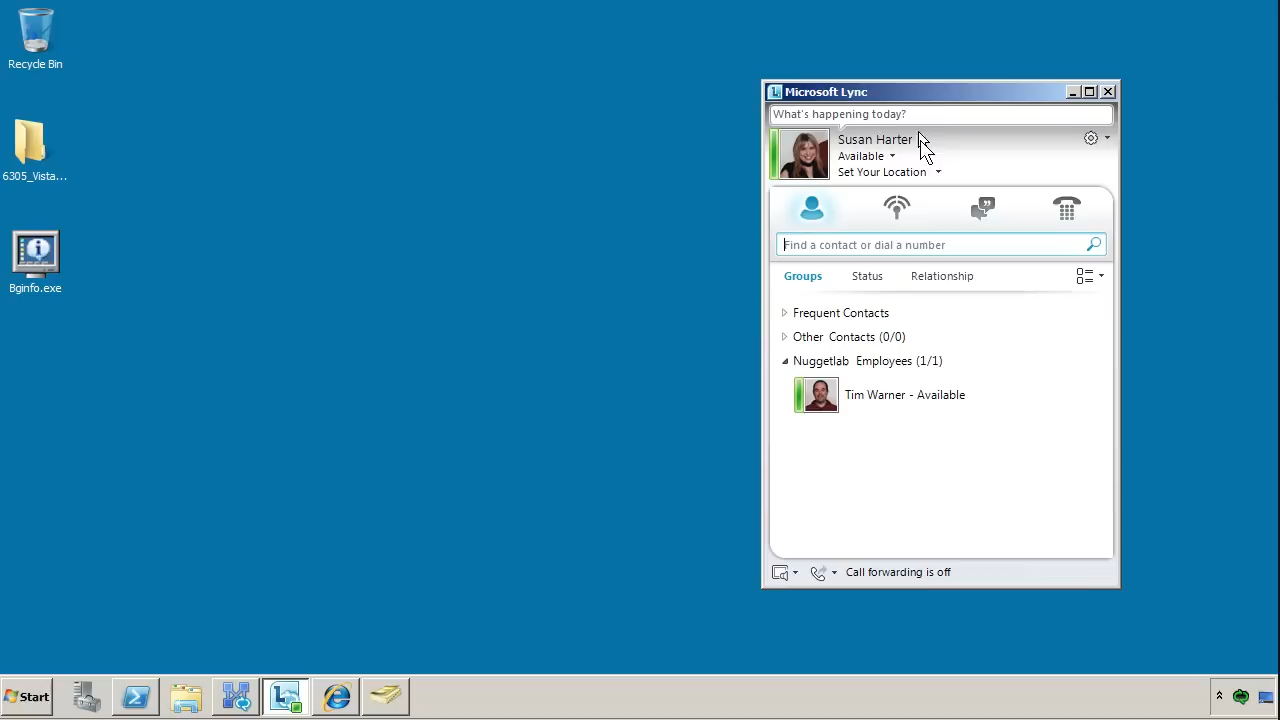 Recycle Bin
6305_Vista...
Bginfo.exe
Microsoft Lync
What's happening today?
Susan Harter
Available
Set Your Location
Find a contact or dial a number
Groups Status Relationship
Frequent Contacts
Other Contacts (0/0)
Nuggetlab Employees (1/1)
Tim Warner - Available
Call forwarding is off
Start